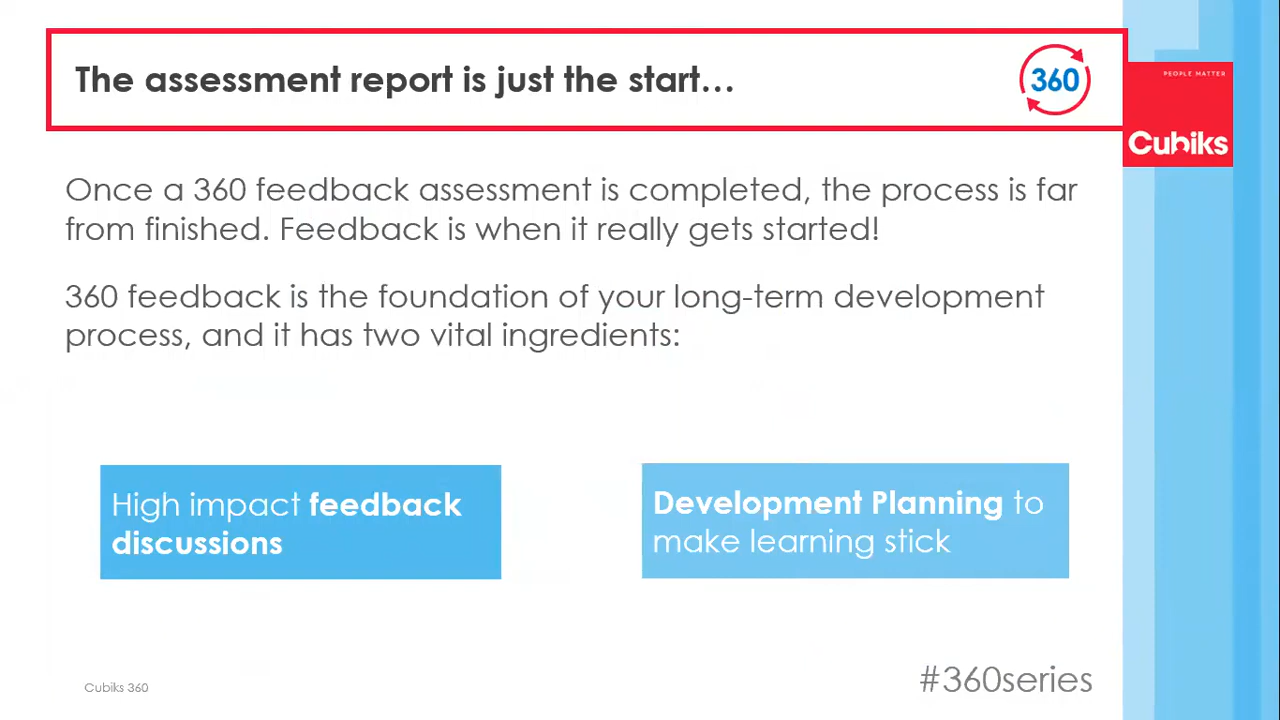 The assessment report is just the start…
360
PEOPLE MATTER
Cubiks
Once a 360 feedback assessment is completed, the process is far
from finished. Feedback is when it really gets started!
360 feedback is the foundation of your long-term development
process, and it has two vital ingredients:
High impact feedback
discussions
Development Planning to
make learning stick
Cubiks 360
#360series